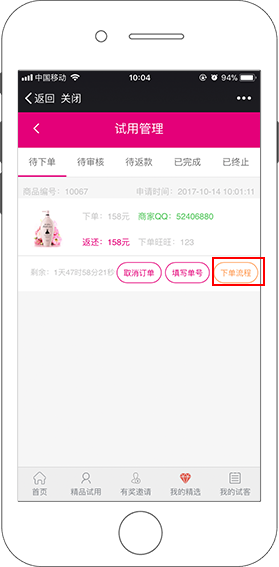 中国移动 10:04 94%
返回 关闭
试用管理
待下单 待审核 待返款 已完成 已终止
商品编号: 10067 申请时间: 2017-10-14 10:01:11
下单: 158元 商家QQ: 52406880
返还: 158元 下单旺旺: 123
剩余: 1天47时58分21秒 取消订单 填写单号 下单流程
首页 精品试用 有奖邀请 我的精选 我的试客